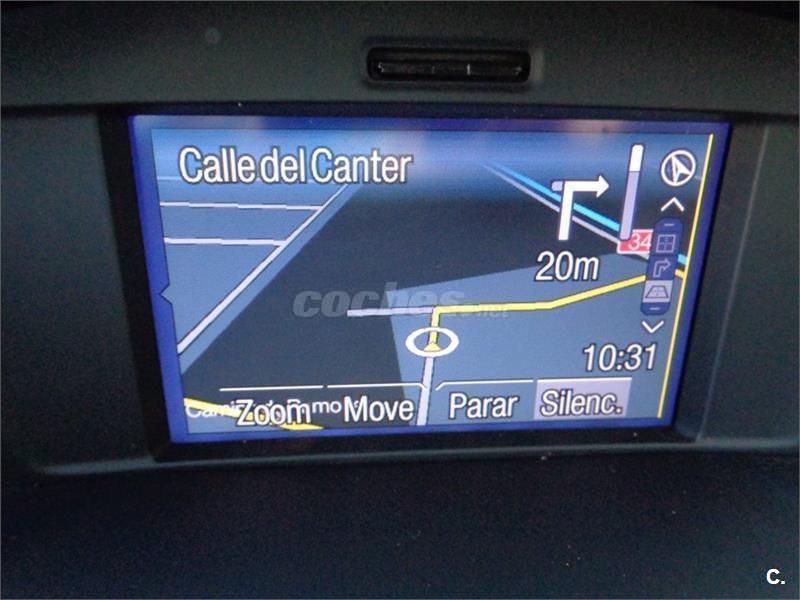 Calle del Canter
34
20m
coches.net
10:31
Zoom Move Parar Silenc.
C.